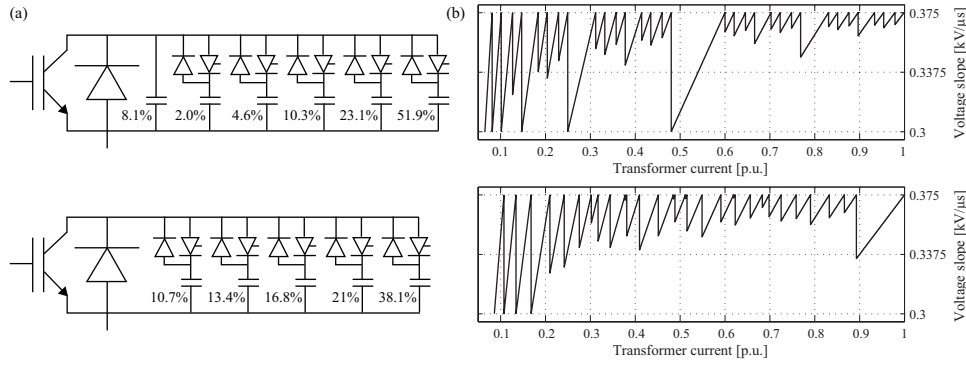 (a)
8.1% 2.0% 4.6% 10.3% 23.1% 51.9%
10.7% 13.4% 16.8% 21% 38.1%
(b)
0.375
0.3375
0.3
Voltage slope [kV/μs]
0.1 0.2 0.3 0.4 0.5 0.6 0.7 0.8 0.9 1
Transformer current [p.u.]
0.375
0.3375
0.3
Voltage slope [kV/μs]
0.1 0.2 0.3 0.4 0.5 0.6 0.7 0.8 0.9 1
Transformer current [p.u.]